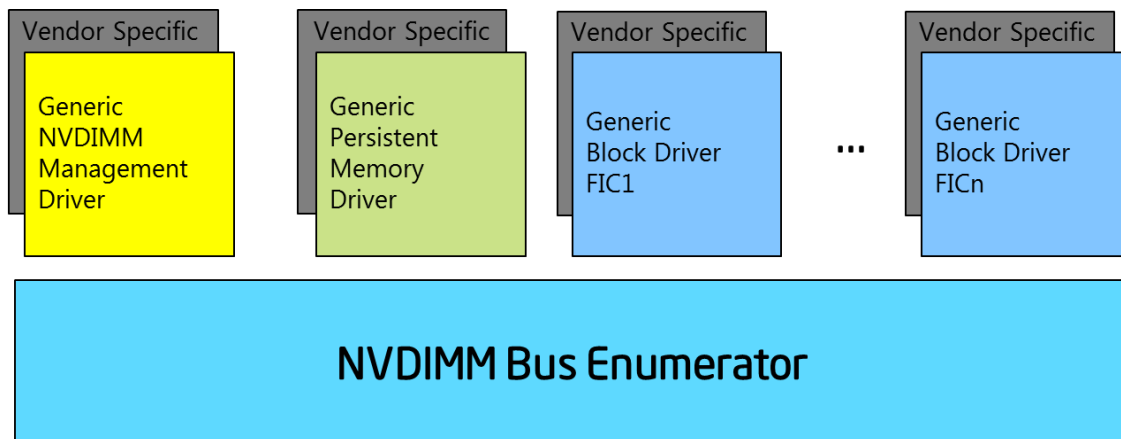 Vendor Specific
Generic
NVDIMM
Management
Driver
Vendor Specific
Generic
Persistent
Memory
Driver
Vendor Specific
Generic
Block Driver
FIC1
...
Vendor Specific
Generic
Block Driver
FICn
NVDIMM Bus Enumerator